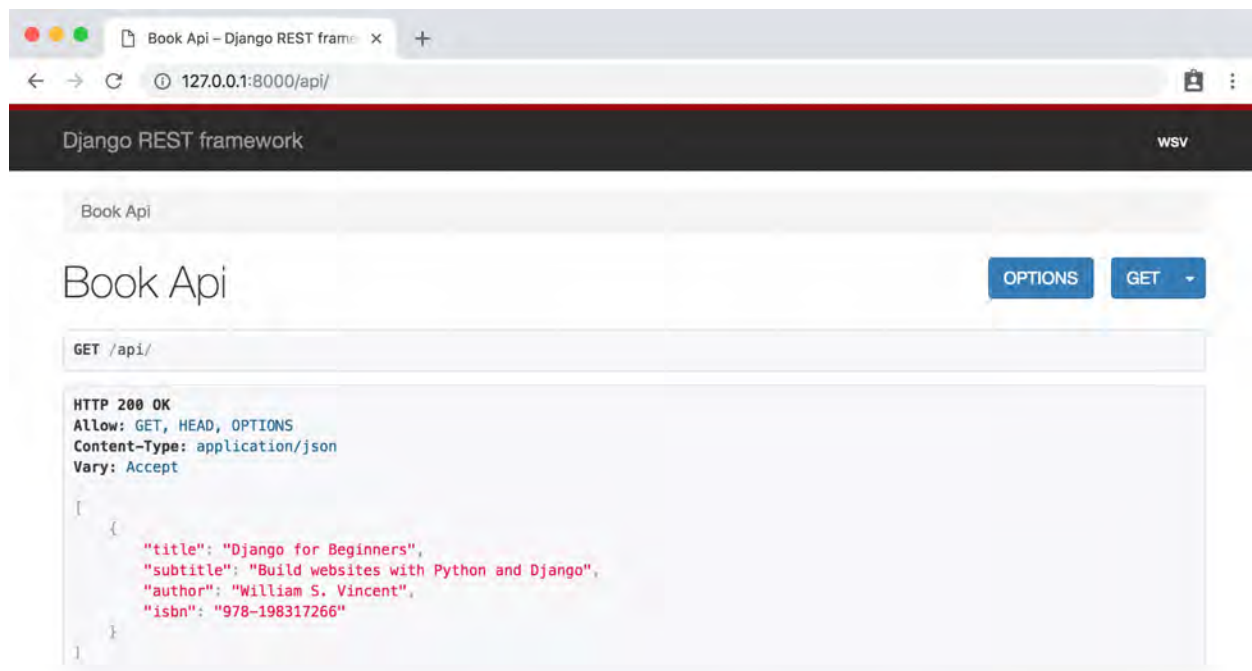 Book Api – Django REST frame
127.0.0.1:8000/api/
Django REST framework
wsv
Book Api
Book Api
OPTIONS
GET
GET /api/
HTTP 200 OK
Allow: GET, HEAD, OPTIONS
Content-Type: application/json
Vary: Accept
[
{
"title": "Django for Beginners",
"subtitle": "Build websites with Python and Django",
"author": "William S. Vincent",
"isbn": "978-198317266"
}
]